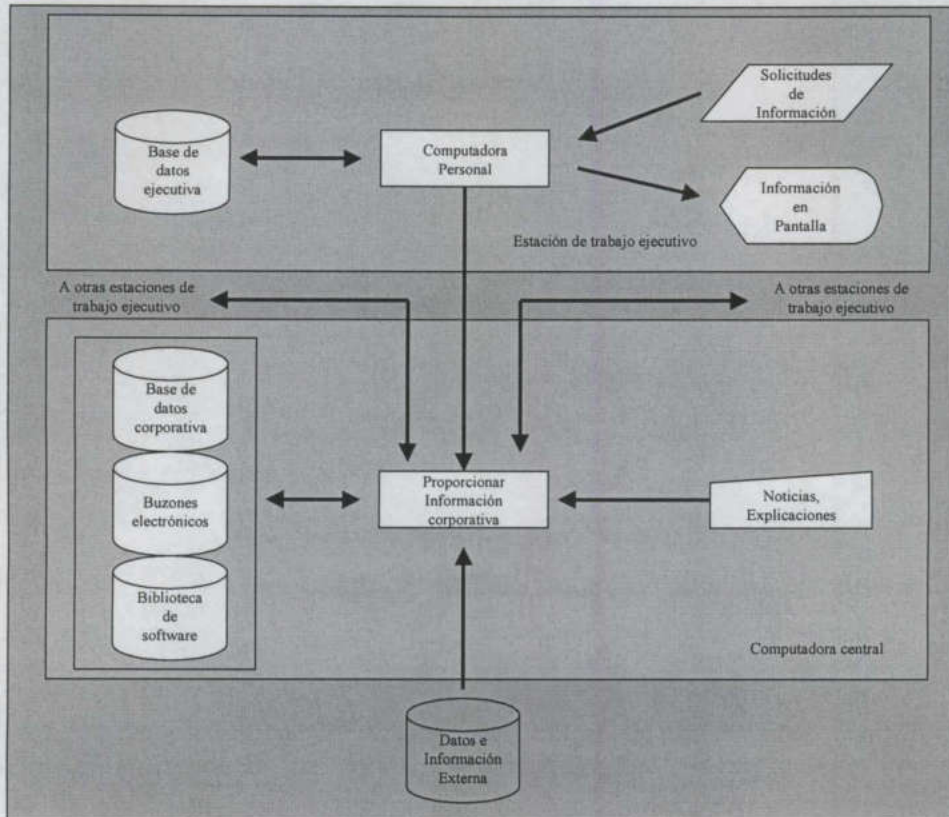 Solicitudes
de
Información
Base de
datos
ejecutiva
Computadora
Personal
Información
en
Pantalla
Estación de trabajo ejecutivo
A otras estaciones de
trabajo ejecutivo
A otras estaciones de
trabajo ejecutivo
Base de
datos
corporativa
Buzones
electrónicos
Biblioteca
de
software
Proporcionar
Información
corporativa
Noticias,
Explicaciones
Computadora central
Datos e
Información
Externa